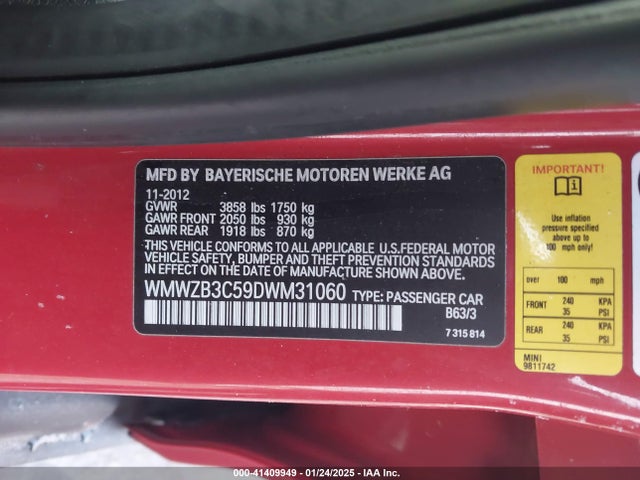 MFD BY BAYERISCHE MOTOREN WERKE AG
11-2012
GVWR 3858 lbs 1750 kg
GAWR FRONT 2050 lbs 930 kg
GAWR REAR 1918 lbs 870 kg
THIS VEHICLE CONFORMS TO ALL APPLICABLE U.S.FEDERAL MOTOR
VEHICLE SAFETY, BUMPER AND THEFT PREVENTION STANDARDS
IN EFFECT ON THE DATE OF MANUFACTURE SHOWN ABOVE.
WMWZB3C59DWM31060 TYPE: PASSENGER CAR
B63/3
7 315 814
IMPORTANT!
Use inflation
pressure specified
for speeds up to
100 mph only!
over 100 mph
FRONT 240 KPA
35 PSI
REAR 240 KPA
35 PSI
MINI
9811742
000-41409949 - 01/24/2025 - IAA Inc.